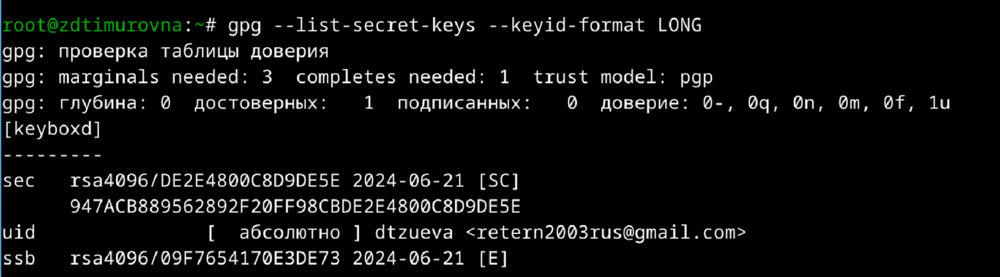 root@zdtimurovna:~# gpg --list-secret-keys --keyid-format LONG
gpg: проверка таблицы доверия
gpg: marginals needed: 3  completes needed: 1  trust model: pgp
gpg: глубина: 0  достоверных:   1  подписанных:   0  доверие: 0-, 0q, 0n, 0m, 0f, 1u
[keyboxd]
---------
sec   rsa4096/DE2E4800C8D9DE5E 2024-06-21 [SC]
      947ACB889562892F20FF98CBDE2E4800C8D9DE5E
uid               [  абсолютно ] dtzueva <retern2003rus@gmail.com>
ssb   rsa4096/09F7654170E3DE73 2024-06-21 [E]